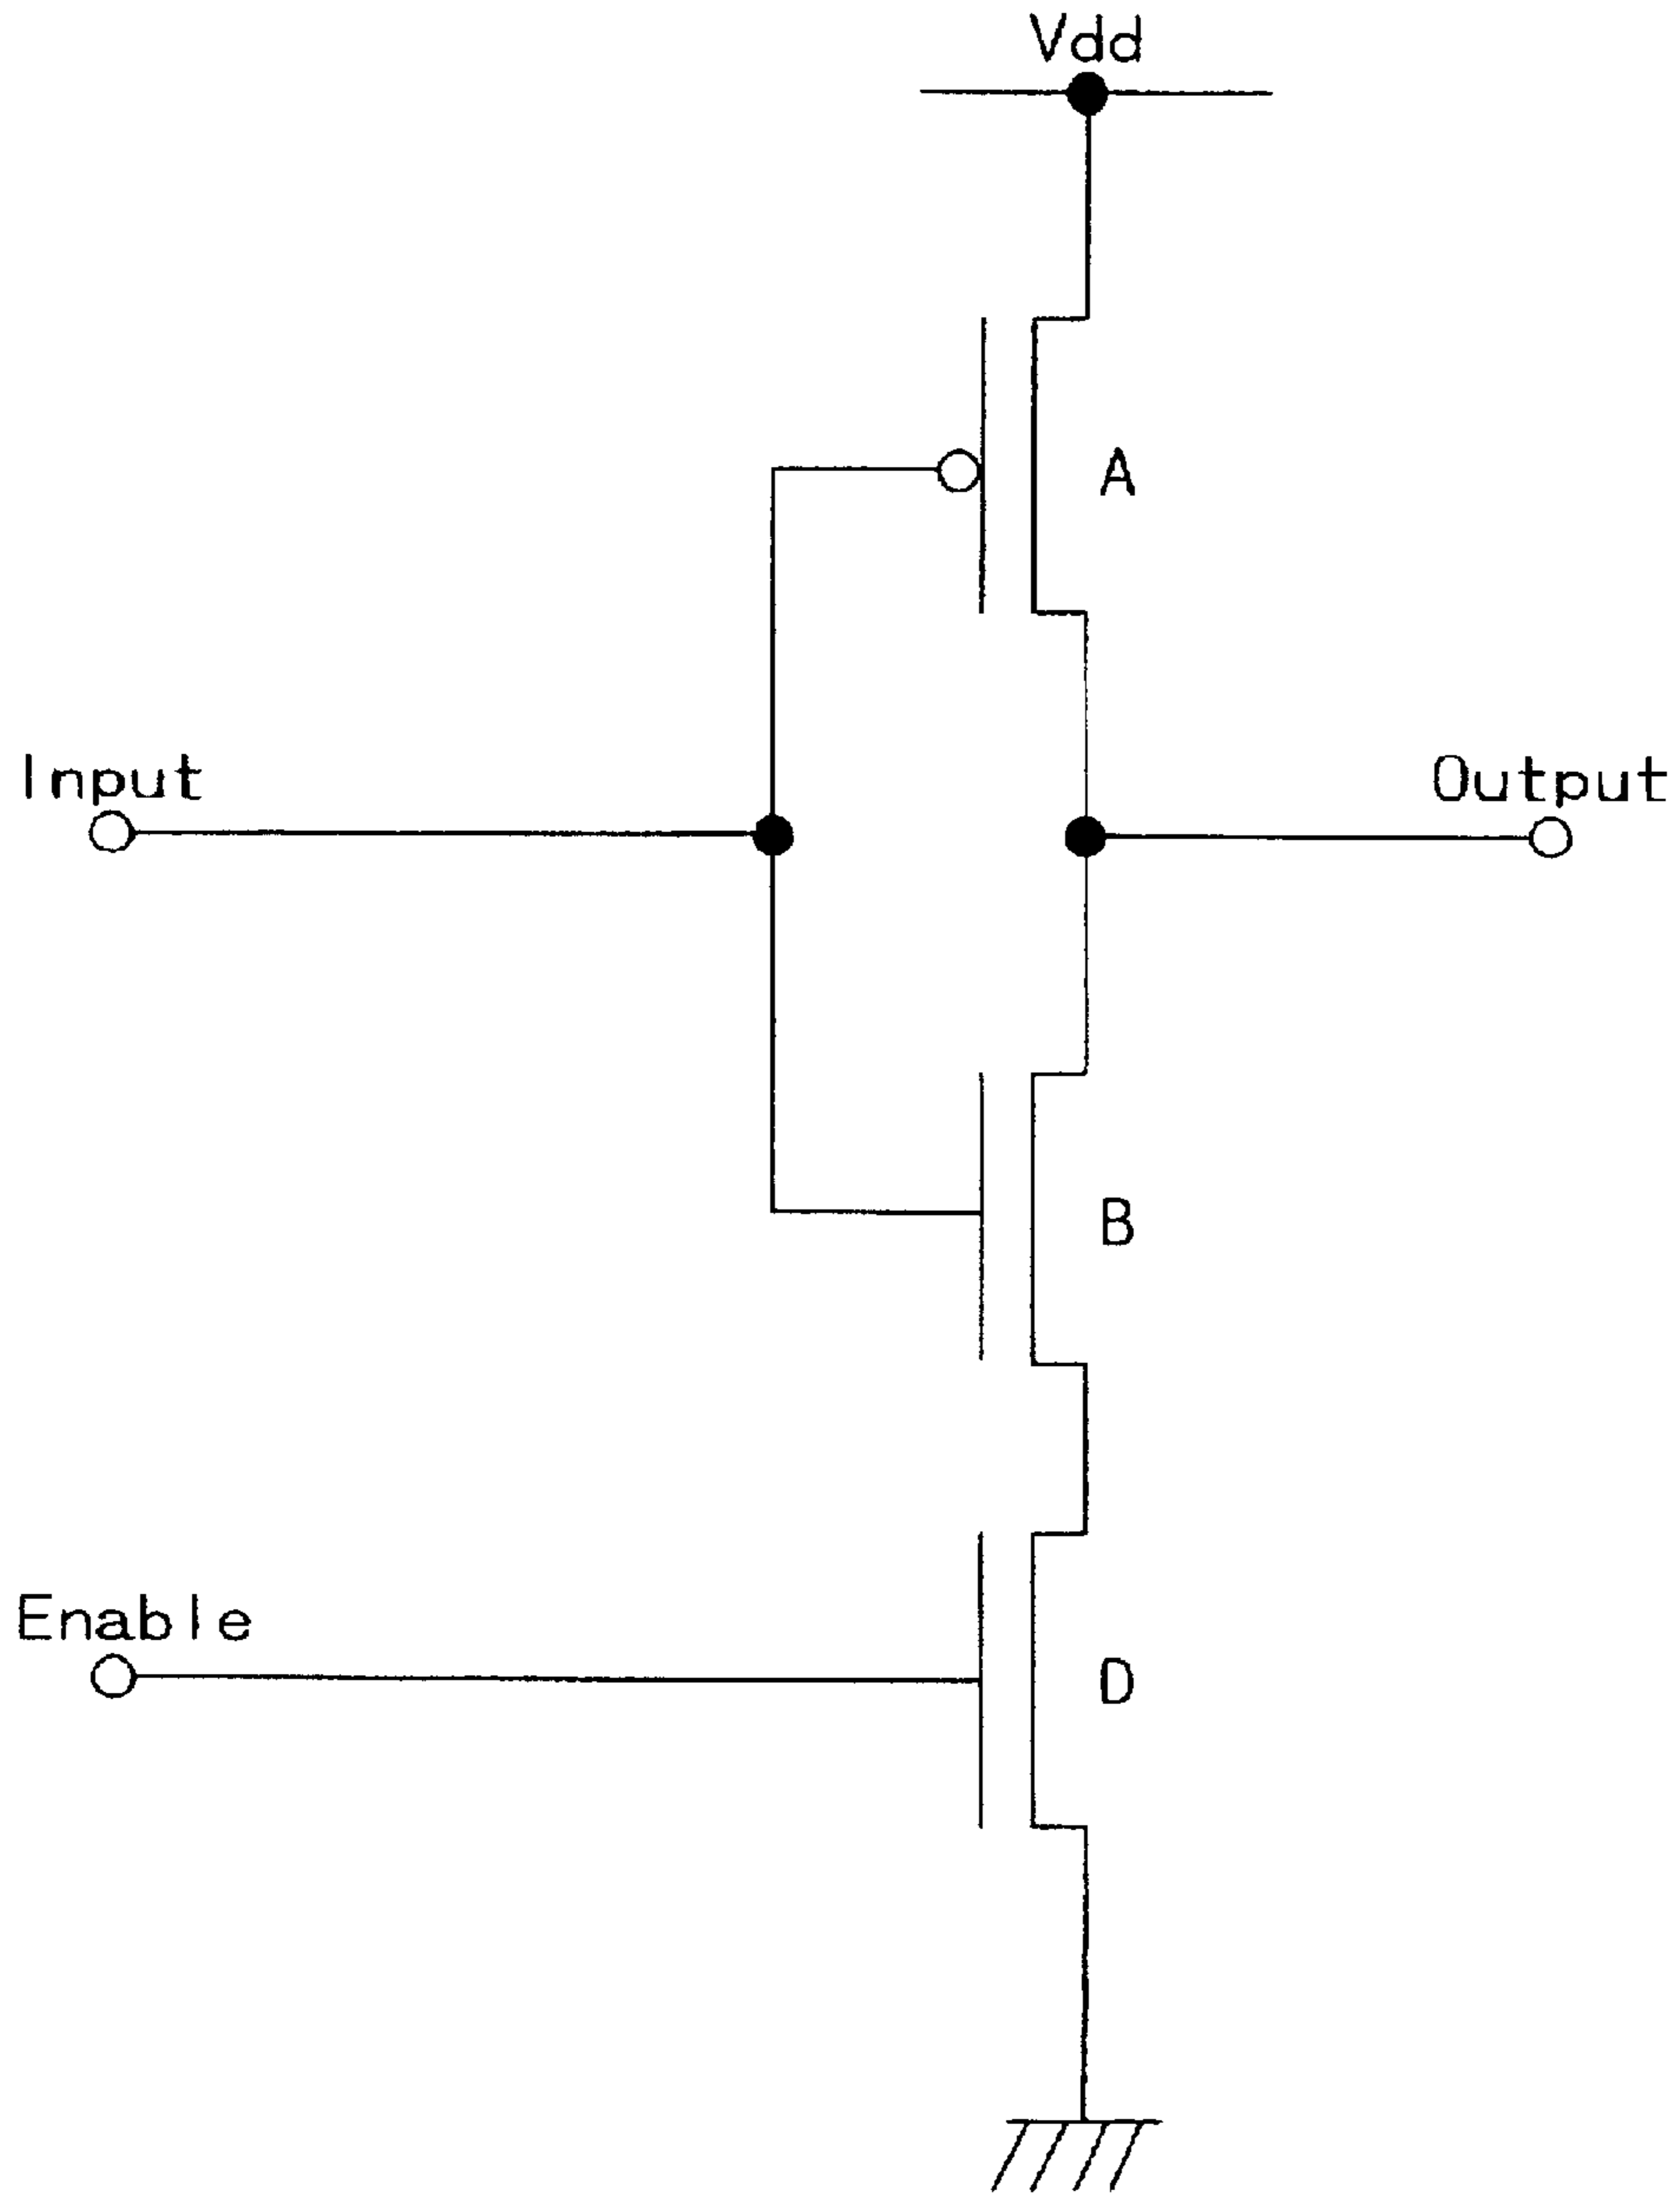 Vdd
A
Input
Output
B
Enable
D